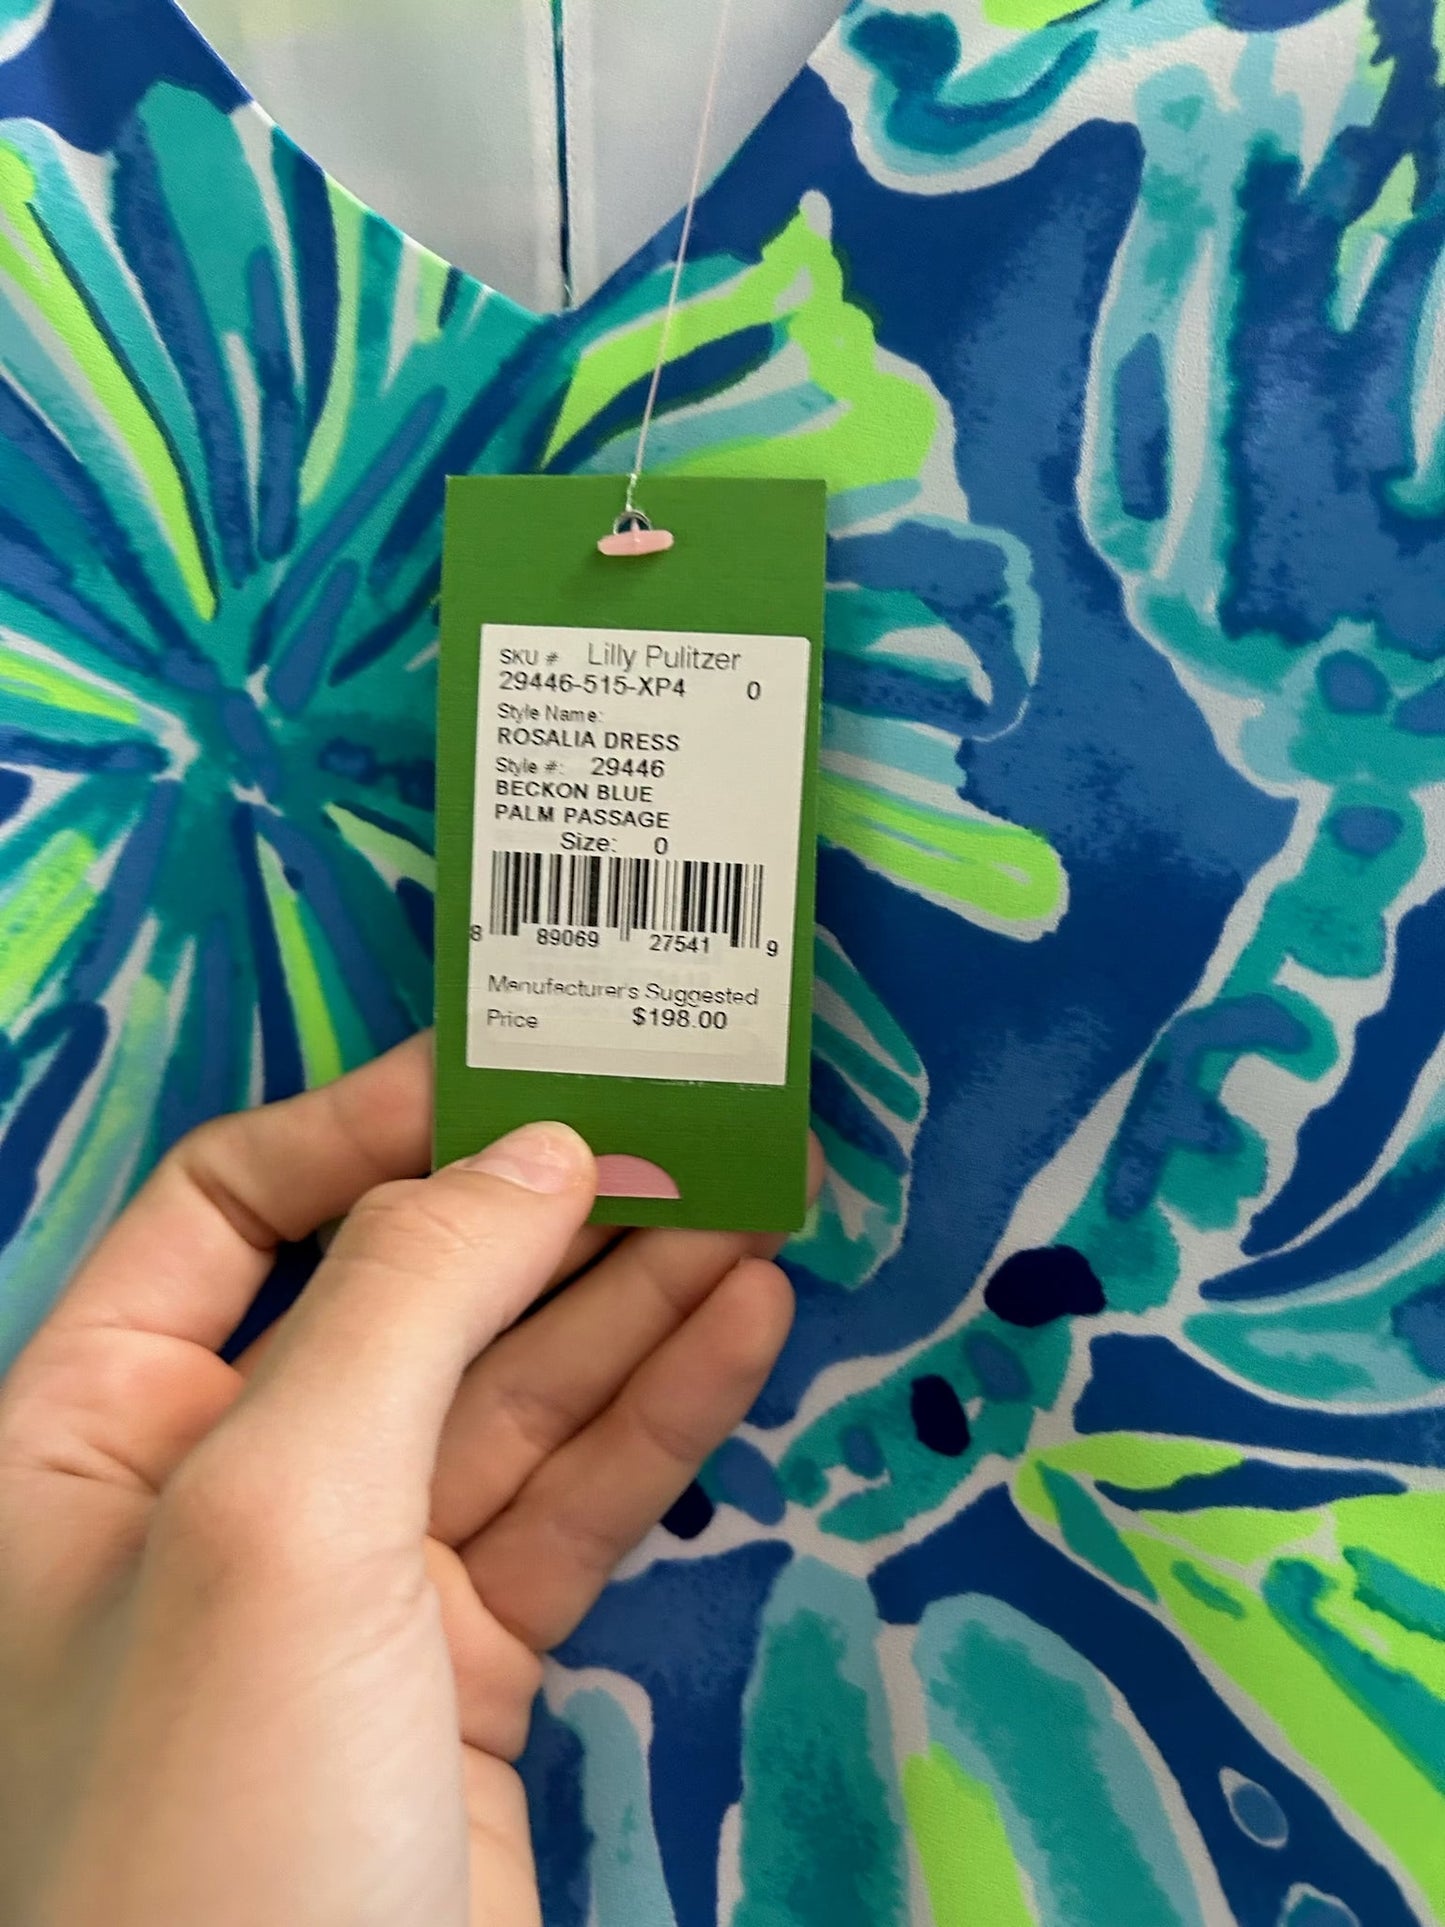 SKU # Lilly Pulitzer
29446-515-XP4 0
Style Name:
ROSALIA DRESS
Style #: 29446
BECKON BLUE
PALM PASSAGE
Size: 0
8 89069 27541 9
Manufacturer's Suggested
Price $198.00